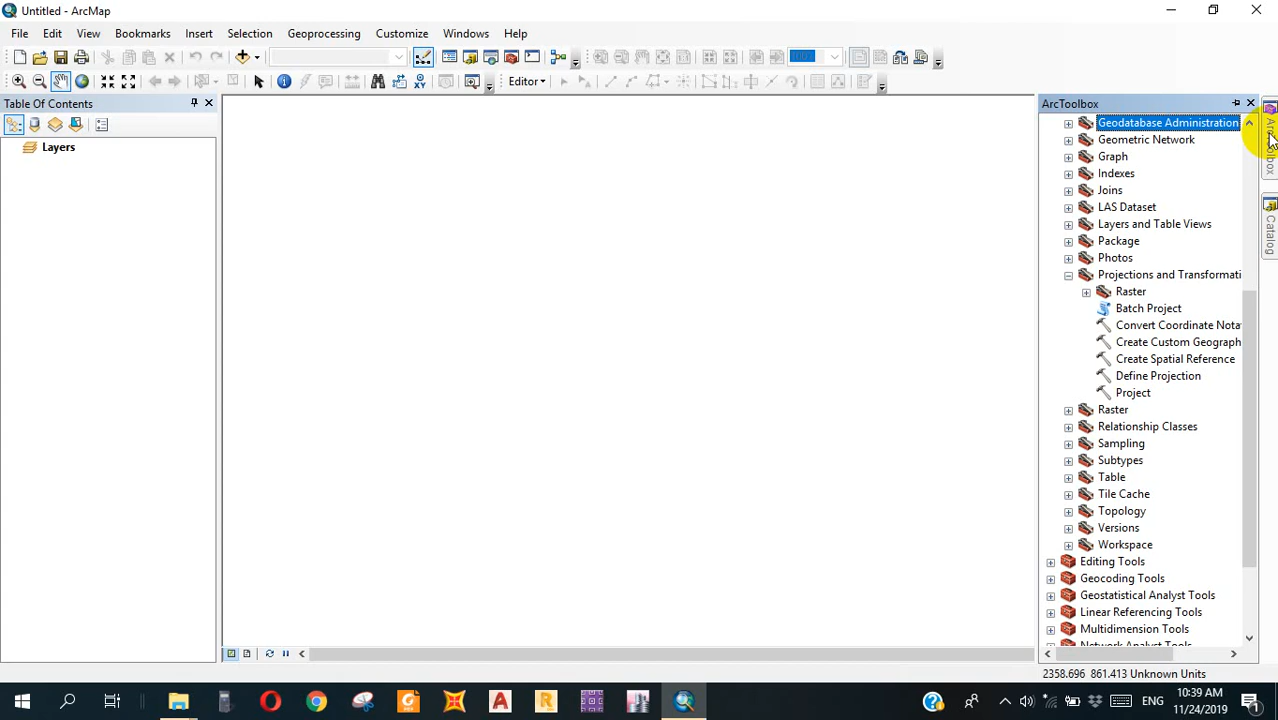 Untitled - ArcMap
File Edit View Bookmarks Insert Selection Geoprocessing Customize Windows Help
Editor
Table Of Contents
Layers
ArcToolbox
Geodatabase Administration
Geometric Network
Graph
Indexes
Joins
LAS Dataset
Layers and Table Views
Package
Photos
Projections and Transformati
Raster
Batch Project
Convert Coordinate Nota
Create Custom Geograph
Create Spatial Reference
Define Projection
Project
Raster
Relationship Classes
Sampling
Subtypes
Table
Tile Cache
Topology
Versions
Workspace
Editing Tools
Geocoding Tools
Geostatistical Analyst Tools
Linear Referencing Tools
Multidimension Tools
Network Analyst Tools
Catalog
2358.696 861.413 Unknown Units
ENG
10:39 AM
11/24/2019